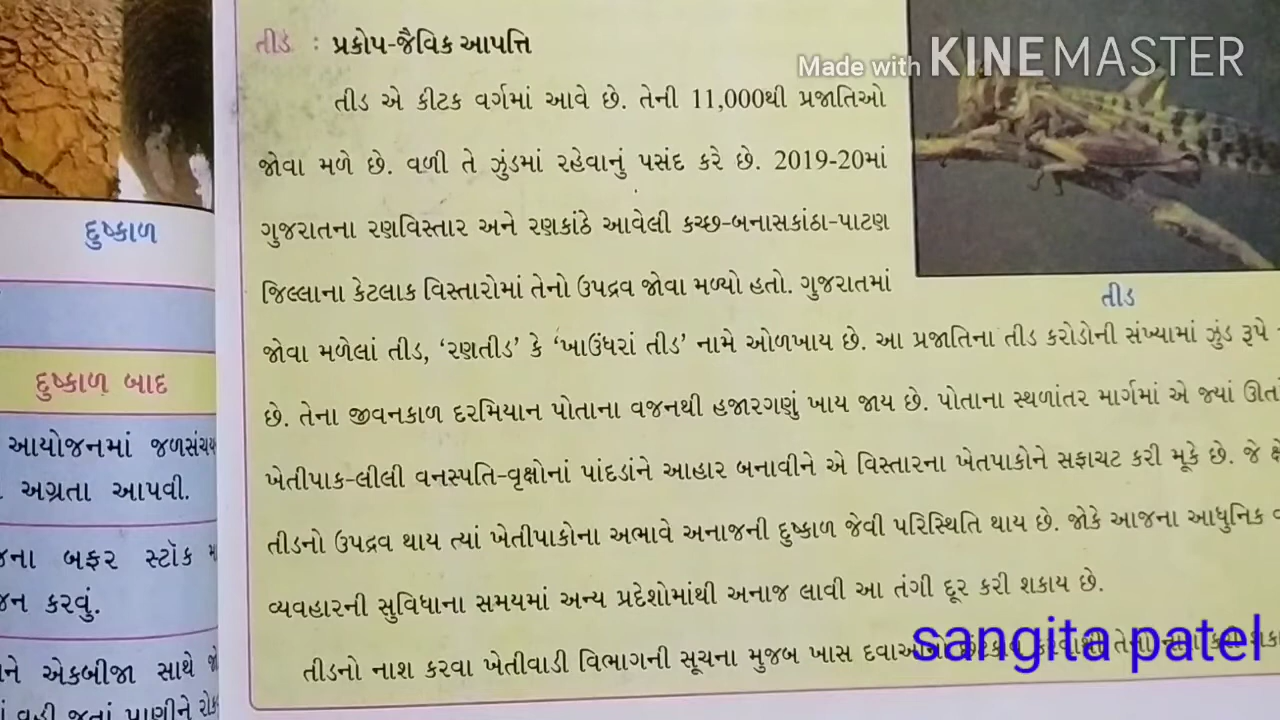 તીડ : પ્રકોપ-જૈવિક આપત્તિ
તીડ એ કીટક વર્ગમાં આવે છે. તેની 11,000થી પ્રજાતિઓ
જોવા મળે છે. વળી તે ઝુંડમાં રહેવાનું પસંદ કરે છે. 2019-20માં
ગુજરાતના રણવિસ્તાર અને રણકાંઠે આવેલી કચ્છ-બનાસકાંઠા-પાટણ
જિલ્લાના કેટલાક વિસ્તારોમાં તેનો ઉપદ્રવ જોવા મળ્યો હતો. ગુજરાતમાં
જોવા મળેલાં તીડ, ‘રણતીડ’ કે ‘ખાઉંધરાં તીડ’ નામે ઓળખાય છે. આ પ્રજાતિના તીડ કરોડોની સંખ્યામાં ઝુંડ રૂપે
છે. તેના જીવનકાળ દરમિયાન પોતાના વજનથી હજારગણું ખાય જાય છે. પોતાના સ્થળાંતર માર્ગમાં એ જ્યાં
ખેતીપાક-લીલી વનસ્પતિ-વૃક્ષોનાં પાંદડાંને આહાર બનાવીને એ વિસ્તારના ખેતપાકોને સફાચટ કરી મૂકે છે. જે
તીડનો ઉપદ્રવ થાય ત્યાં ખેતીપાકોના અભાવે અનાજની દુષ્કાળ જેવી પરિસ્થિતિ થાય છે. જોકે આજના આધુનિક
વ્યવહારની સુવિધાના સમયમાં અન્ય પ્રદેશોમાંથી અનાજ લાવી આ તંગી દૂર કરી શકાય છે.
તીડનો નાશ કરવા ખેતીવાડી વિભાગની સૂચના મુજબ ખાસ
તીડ
દુષ્કાળ
દુષ્કાળ બાદ
આયોજનમાં
અગ્રતા આપવી.
બફર સ્ટૉક
કરવું.
એકબીજા સાથે
જતાં પાણીને
Made with KINEMASTER
sangita patel